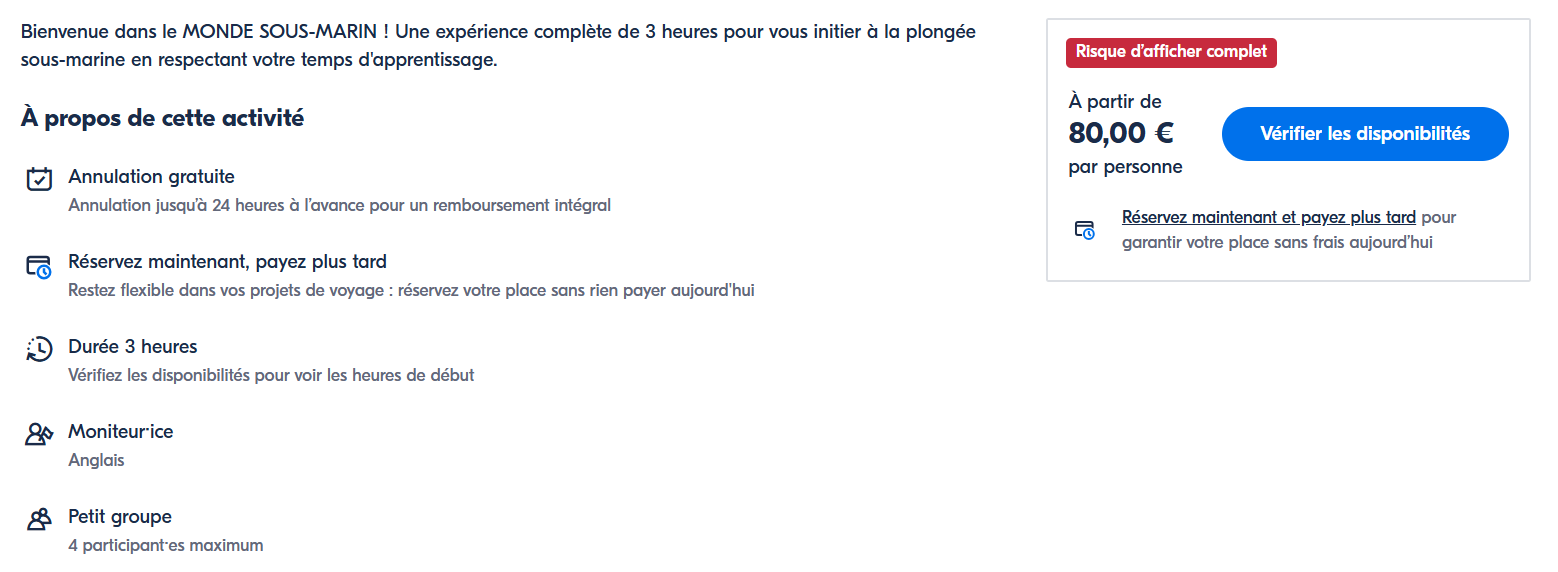 Bienvenue dans le MONDE SOUS-MARIN ! Une expérience complète de 3 heures pour vous initier à la plongée
sous-marine en respectant votre temps d'apprentissage.
À propos de cette activité
Annulation gratuite
Annulation jusqu’à 24 heures à l’avance pour un remboursement intégral
Réservez maintenant, payez plus tard
Restez flexible dans vos projets de voyage : réservez votre place sans rien payer aujourd'hui
Durée 3 heures
Vérifiez les disponibilités pour voir les heures de début
Moniteur·ice
Anglais
Petit groupe
4 participant·es maximum
Risque d’afficher complet
À partir de
80,00 €
par personne
Vérifier les disponibilités
Réservez maintenant et payez plus tard pour
garantir votre place sans frais aujourd’hui